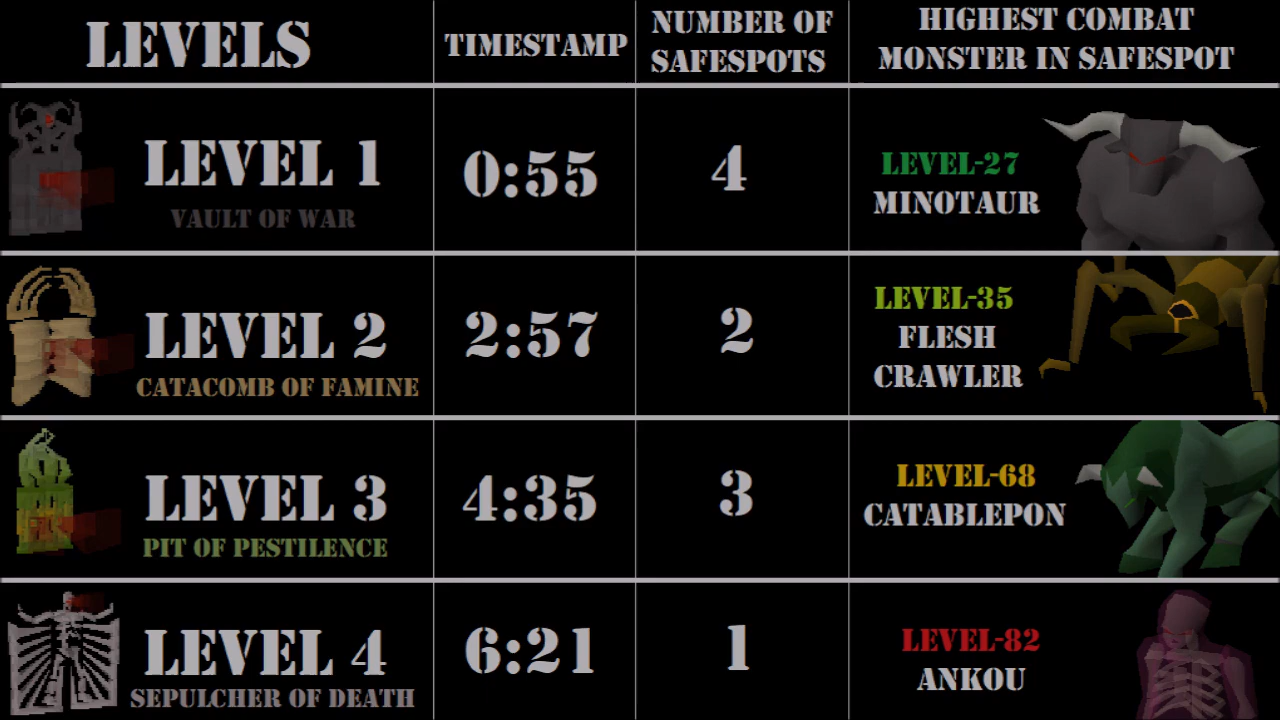 LEVELS
TIMESTAMP
NUMBER OF
SAFESPOTS
HIGHEST COMBAT
MONSTER IN SAFESPOT
LEVEL 1
VAULT OF WAR
0:55
4
LEVEL-27
MINOTAUR
LEVEL 2
CATACOMB OF FAMINE
2:57
2
LEVEL-35
FLESH
CRAWLER
LEVEL 3
PIT OF PESTILENCE
4:35
3
LEVEL-68
CATABLEPON
LEVEL 4
SEPULCHER OF DEATH
6:21
1
LEVEL-82
ANKOU